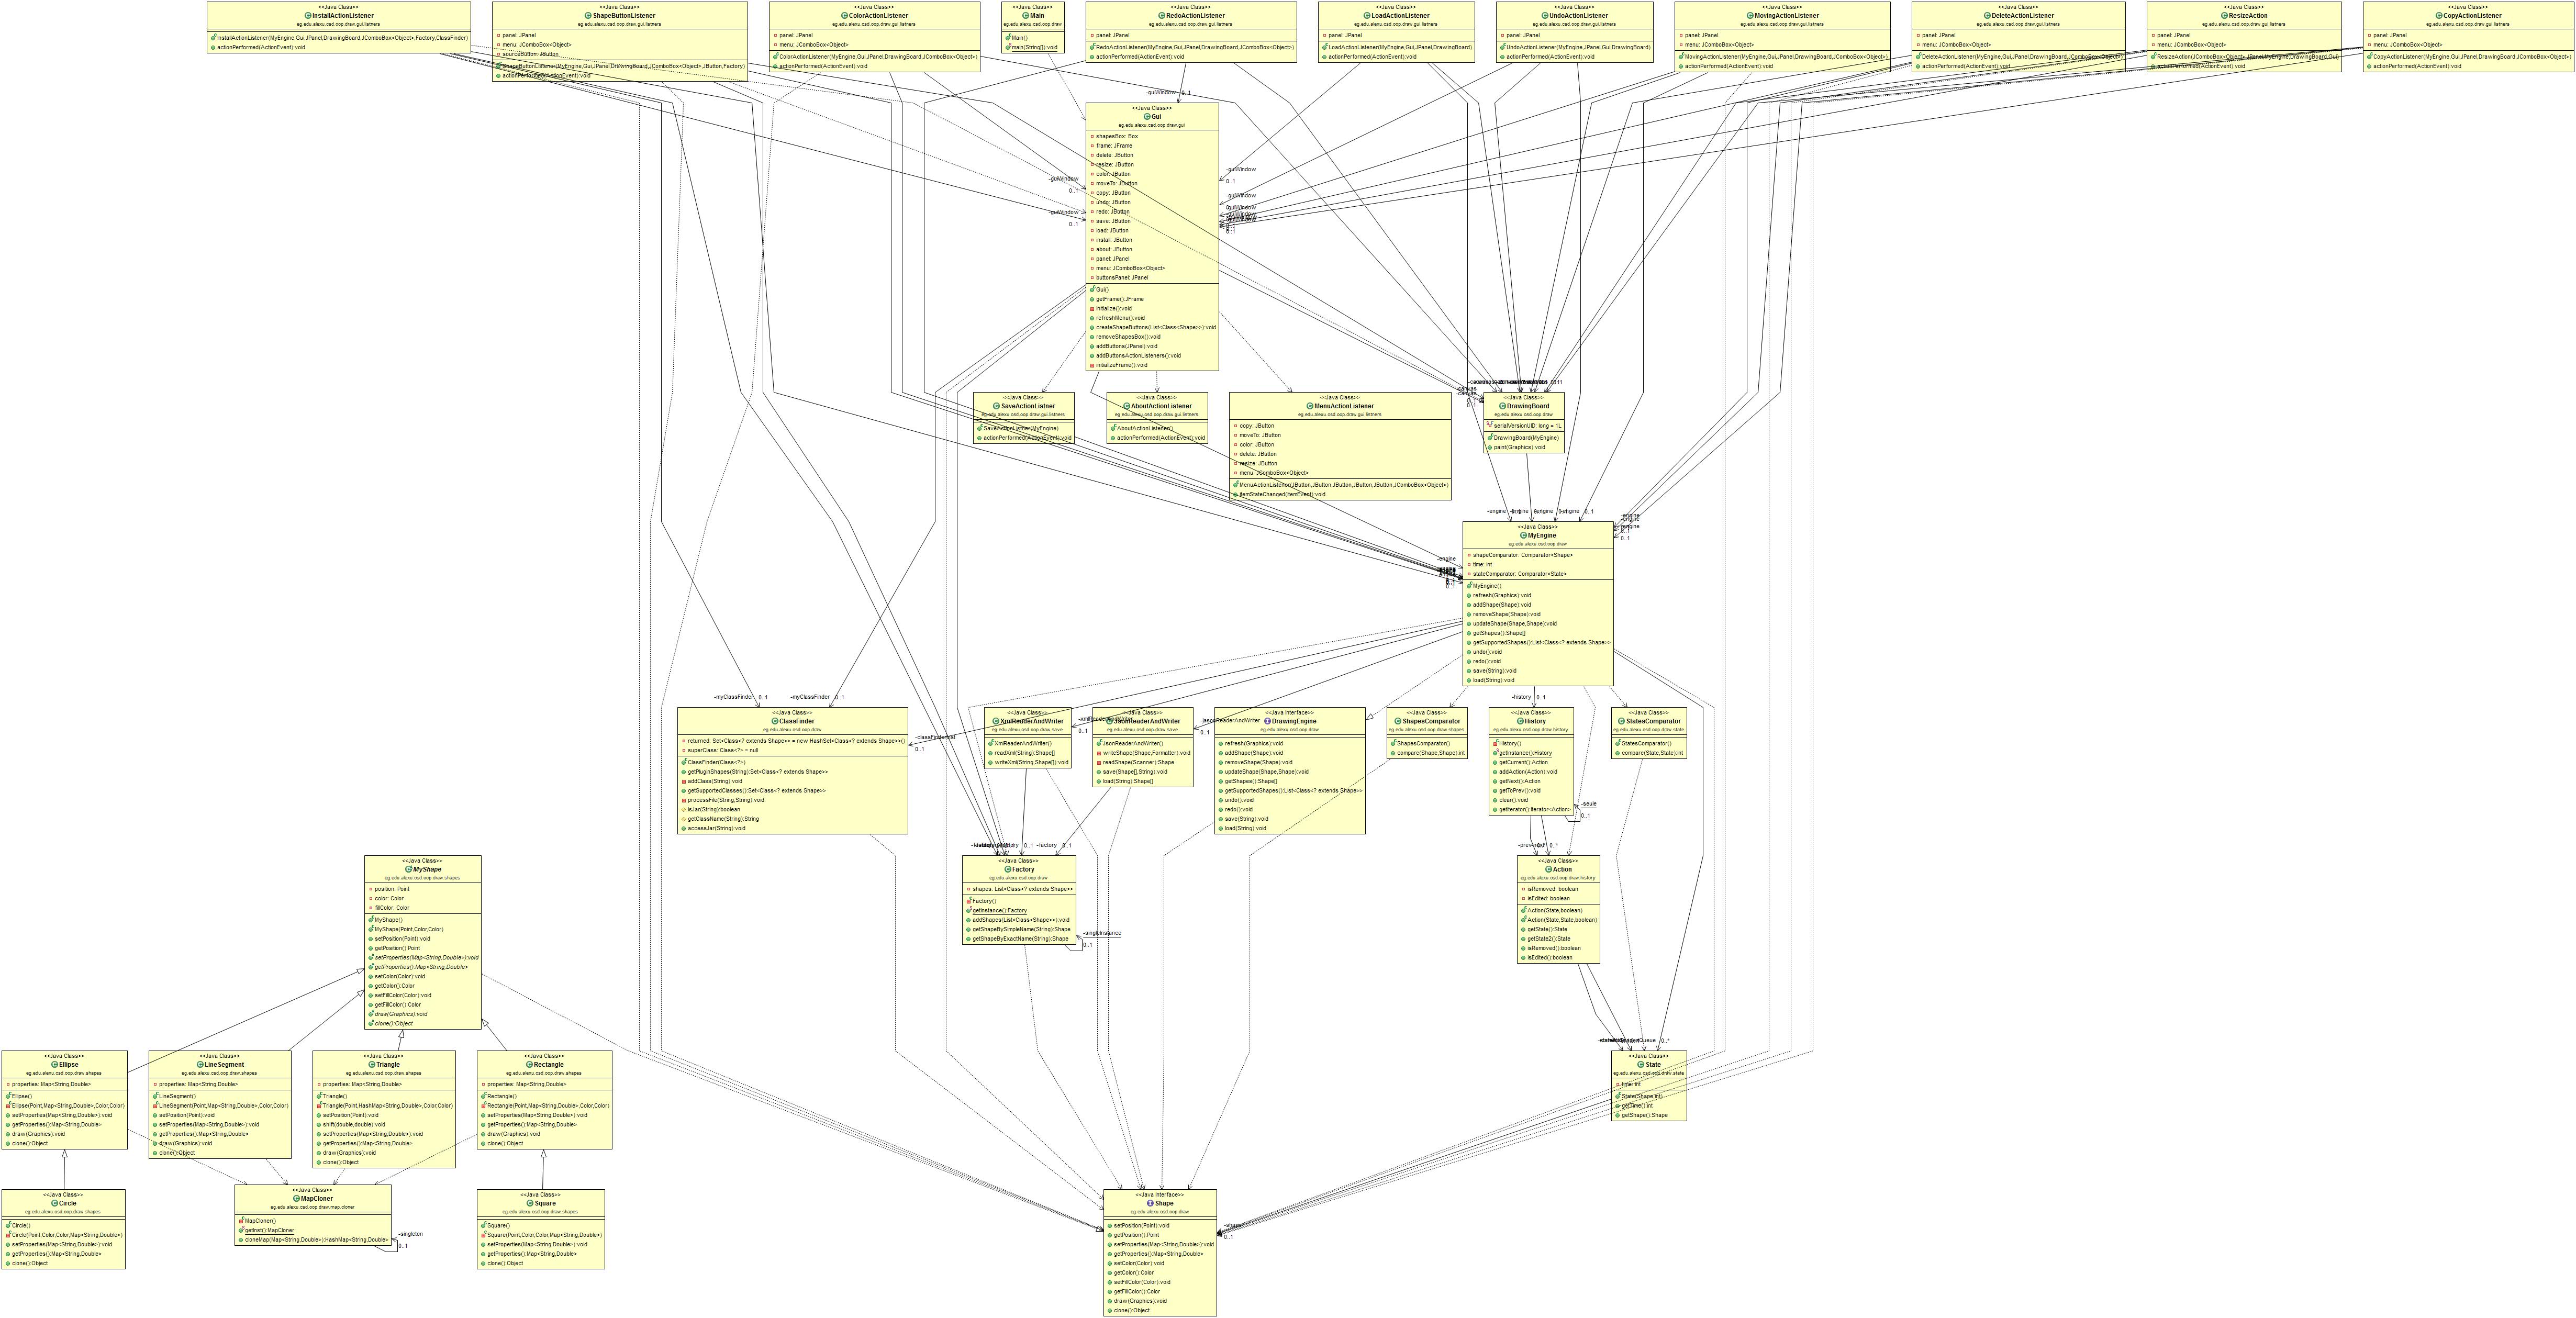 <<Java Class>>
InstallActionListener
eg.edu.alexu.csd.oop.draw.gui.listners
InstallActionListener(MyEngine,Gui,JPanel,DrawingBoard,JComboBox<Object>,Factory,ClassFinder)
actionPerformed(ActionEvent):void
<<Java Class>>
ShapeButtonListener
eg.edu.alexu.csd.oop.draw.gui.listners
panel: JPanel
menu: JComboBox<Object>
sourceButton: JButton
ShapeButtonListener(MyEngine,Gui,JPanel,DrawingBoard,JComboBox<Object>,JButton,Factory)
actionPerformed(ActionEvent):void
<<Java Class>>
ColorActionListener
eg.edu.alexu.csd.oop.draw.gui.listners
panel: JPanel
menu: JComboBox<Object>
ColorActionListener(MyEngine,Gui,JPanel,DrawingBoard,JComboBox<Object>)
actionPerformed(ActionEvent):void
<<Java Class>>
Main
eg.edu.alexu.csd.oop.draw
Main()
main(String[]):void
<<Java Class>>
RedoActionListener
eg.edu.alexu.csd.oop.draw.gui.listners
panel: JPanel
RedoActionListener(MyEngine,Gui,JPanel,DrawingBoard,JComboBox<Object>)
actionPerformed(ActionEvent):void
<<Java Class>>
LoadActionListener
eg.edu.alexu.csd.oop.draw.gui.listners
panel: JPanel
LoadActionListener(MyEngine,Gui,JPanel,DrawingBoard)
actionPerformed(ActionEvent):void
<<Java Class>>
UndoActionListener
eg.edu.alexu.csd.oop.draw.gui.listners
panel: JPanel
UndoActionListener(MyEngine,JPanel,Gui,DrawingBoard)
actionPerformed(ActionEvent):void
<<Java Class>>
MovingActionListener
eg.edu.alexu.csd.oop.draw.gui.listners
panel: JPanel
menu: JComboBox<Object>
MovingActionListener(MyEngine,Gui,JPanel,DrawingBoard,JComboBox<Object>)
actionPerformed(ActionEvent):void
<<Java Class>>
DeleteActionListener
eg.edu.alexu.csd.oop.draw.gui.listners
panel: JPanel
menu: JComboBox<Object>
DeleteActionListener(MyEngine,Gui,JPanel,DrawingBoard,JComboBox<Object>)
actionPerformed(ActionEvent):void
<<Java Class>>
ResizeAction
eg.edu.alexu.csd.oop.draw.gui.listners
panel: JPanel
menu: JComboBox<Object>
ResizeAction(JComboBox<Object>,JPanel,MyEngine,DrawingBoard,Gui)
actionPerformed(ActionEvent):void
<<Java Class>>
CopyActionListener
eg.edu.alexu.csd.oop.draw.gui.listners
panel: JPanel
menu: JComboBox<Object>
CopyActionListener(MyEngine,Gui,JPanel,DrawingBoard,JComboBox<Object>)
actionPerformed(ActionEvent):void
-guiWindow 0..1
<<Java Class>>
Gui
eg.edu.alexu.csd.oop.draw.gui
shapesBox: Box
frame: JFrame
delete: JButton
resize: JButton
color: JButton
moveTo: JButton
copy: JButton
undo: JButton
redo: JButton
save: JButton
load: JButton
install: JButton
about: JButton
panel: JPanel
menu: JComboBox<Object>
buttonsPanel: JPanel
Gui()
getFrame():JFrame
initialize():void
refreshMenu():void
createShapeButtons(List<Class<Shape>>):void
removeShapesBox():void
addButtons(JPanel):void
addButtonsActionListeners():void
initializeFrame():void
-guiWindow
0..1
-guiWindow
0..1
-guiWindow
0..1
-guiWindow
<<Java Class>>
SaveActionListner
eg.edu.alexu.csd.oop.draw.gui.listners
SaveActionListner(MyEngine)
actionPerformed(ActionEvent):void
<<Java Class>>
AboutActionListener
eg.edu.alexu.csd.oop.draw.gui.listners
AboutActionListener()
actionPerformed(ActionEvent):void
<<Java Class>>
MenuActionListener
eg.edu.alexu.csd.oop.draw.gui.listners
copy: JButton
moveTo: JButton
color: JButton
delete: JButton
resize: JButton
menu: JComboBox<Object>
MenuActionListener(JButton,JButton,JButton,JButton,JButton,JComboBox<Object>)
itemStateChanged(ItemEvent):void
-canvas
<<Java Class>>
DrawingBoard
eg.edu.alexu.csd.oop.draw
serialVersionUID: long = 1L
DrawingBoard(MyEngine)
paint(Graphics):void
-engine
0..1
<<Java Class>>
MyEngine
eg.edu.alexu.csd.oop.draw
shapeComparator: Comparator<Shape>
time: int
stateComparator: Comparator<State>
MyEngine()
refresh(Graphics):void
addShape(Shape):void
removeShape(Shape):void
updateShape(Shape,Shape):void
getShapes():Shape[]
getSupportedShapes():List<Class<? extends Shape>>
undo():void
redo():void
save(String):void
load(String):void
-engine
0..1
-myClassFinder 0..1
-myClassFinder 0..1
<<Java Class>>
ClassFinder
eg.edu.alexu.csd.oop.draw
returned: Set<Class<? extends Shape>> = new HashSet<Class<? extends Shape>>()
superClass: Class<?> = null
ClassFinder(Class<?>)
getPluginShapes(String):Set<Class<? extends Shape>>
addClass(String):void
getSupportedClasses():Set<Class<? extends Shape>>
processFile(String,String):void
isJar(String):boolean
getClassName(String):String
accessJar(String):void
0..1
<<Java Class>>
XmlReaderAndWriter
eg.edu.alexu.csd.oop.draw.save
XmlReaderAndWriter()
readXml(String):Shape[]
writeXml(String,Shape[]):void
0..1
<<Java Class>>
JsonReaderAndWriter
eg.edu.alexu.csd.oop.draw.save
JsonReaderAndWriter()
writeShape(Shape,Formatter):void
readShape(Scanner):Shape
save(Shape[],String):void
load(String):Shape[]
-jsonReaderAndWriter
0..1
<<Java Interface>>
DrawingEngine
eg.edu.alexu.csd.oop.draw
refresh(Graphics):void
addShape(Shape):void
removeShape(Shape):void
updateShape(Shape,Shape):void
getShapes():Shape[]
getSupportedShapes():List<Class<? extends Shape>>
undo():void
redo():void
save(String):void
load(String):void
<<Java Class>>
ShapesComparator
eg.edu.alexu.csd.oop.draw.shapes
ShapesComparator()
compare(Shape,Shape):int
-history 0..1
<<Java Class>>
History
eg.edu.alexu.csd.oop.draw.history
History()
getInstance():History
getCurrent():Action
addAction(Action):void
getNext():Action
getToPrev():void
clear():void
getIterator():Iterator<Action>
-seule
0..1
<<Java Class>>
StatesComparator
eg.edu.alexu.csd.oop.draw.state
StatesComparator()
compare(State,State):int
-factory 0..1
<<Java Class>>
Factory
eg.edu.alexu.csd.oop.draw
shapes: List<Class<? extends Shape>>
Factory()
getInstance():Factory
addShapes(List<Class<Shape>>):void
getShapeBySimpleName(String):Shape
getShapeByExactName(String):Shape
-singleInstance
0..1
0..*
<<Java Class>>
Action
eg.edu.alexu.csd.oop.draw.history
isRemoved: boolean
isEdited: boolean
Action(State,boolean)
Action(State,State,boolean)
getState():State
getState2():State
isRemoved():boolean
isEdited():boolean
<<Java Class>>
MyShape
eg.edu.alexu.csd.oop.draw.shapes
position: Point
color: Color
fillColor: Color
MyShape()
MyShape(Point,Color,Color)
setPosition(Point):void
getPosition():Point
setProperties(Map<String,Double>):void
getProperties():Map<String,Double>
setColor(Color):void
getColor():Color
setFillColor(Color):void
getFillColor():Color
draw(Graphics):void
clone():Object
<<Java Class>>
Ellipse
eg.edu.alexu.csd.oop.draw.shapes
properties: Map<String,Double>
Ellipse()
Ellipse(Point,Map<String,Double>,Color,Color)
setProperties(Map<String,Double>):void
getProperties():Map<String,Double>
draw(Graphics):void
clone():Object
<<Java Class>>
LineSegment
eg.edu.alexu.csd.oop.draw.shapes
properties: Map<String,Double>
LineSegment()
LineSegment(Point,Map<String,Double>,Color,Color)
setPosition(Point):void
setProperties(Map<String,Double>):void
getProperties():Map<String,Double>
draw(Graphics):void
clone():Object
<<Java Class>>
Triangle
eg.edu.alexu.csd.oop.draw.shapes
properties: Map<String,Double>
Triangle()
Triangle(Point,HashMap<String,Double>,Color,Color)
setPosition(Point):void
shift(double,double):void
setProperties(Map<String,Double>):void
getProperties():Map<String,Double>
draw(Graphics):void
clone():Object
<<Java Class>>
Rectangle
eg.edu.alexu.csd.oop.draw.shapes
properties: Map<String,Double>
Rectangle()
Rectangle(Point,Map<String,Double>,Color,Color)
setProperties(Map<String,Double>):void
getProperties():Map<String,Double>
draw(Graphics):void
clone():Object
0..*
<<Java Class>>
State
eg.edu.alexu.csd.oop.draw.state
time: int
State(Shape,int)
getTime():int
getShape():Shape
<<Java Class>>
Circle
eg.edu.alexu.csd.oop.draw.shapes
Circle()
Circle(Point,Color,Color,Map<String,Double>)
setProperties(Map<String,Double>):void
getProperties():Map<String,Double>
clone():Object
<<Java Class>>
MapCloner
eg.edu.alexu.csd.oop.draw.map.cloner
MapCloner()
getInst():MapCloner
cloneMap(Map<String,Double>):HashMap<String,Double>
-singleton
0..1
<<Java Class>>
Square
eg.edu.alexu.csd.oop.draw.shapes
Square()
Square(Point,Color,Color,Map<String,Double>)
setProperties(Map<String,Double>):void
getProperties():Map<String,Double>
clone():Object
<<Java Interface>>
Shape
eg.edu.alexu.csd.oop.draw
setPosition(Point):void
getPosition():Point
setProperties(Map<String,Double>):void
getProperties():Map<String,Double>
setColor(Color):void
getColor():Color
setFillColor(Color):void
getFillColor():Color
draw(Graphics):void
clone():Object
-shape
0..1